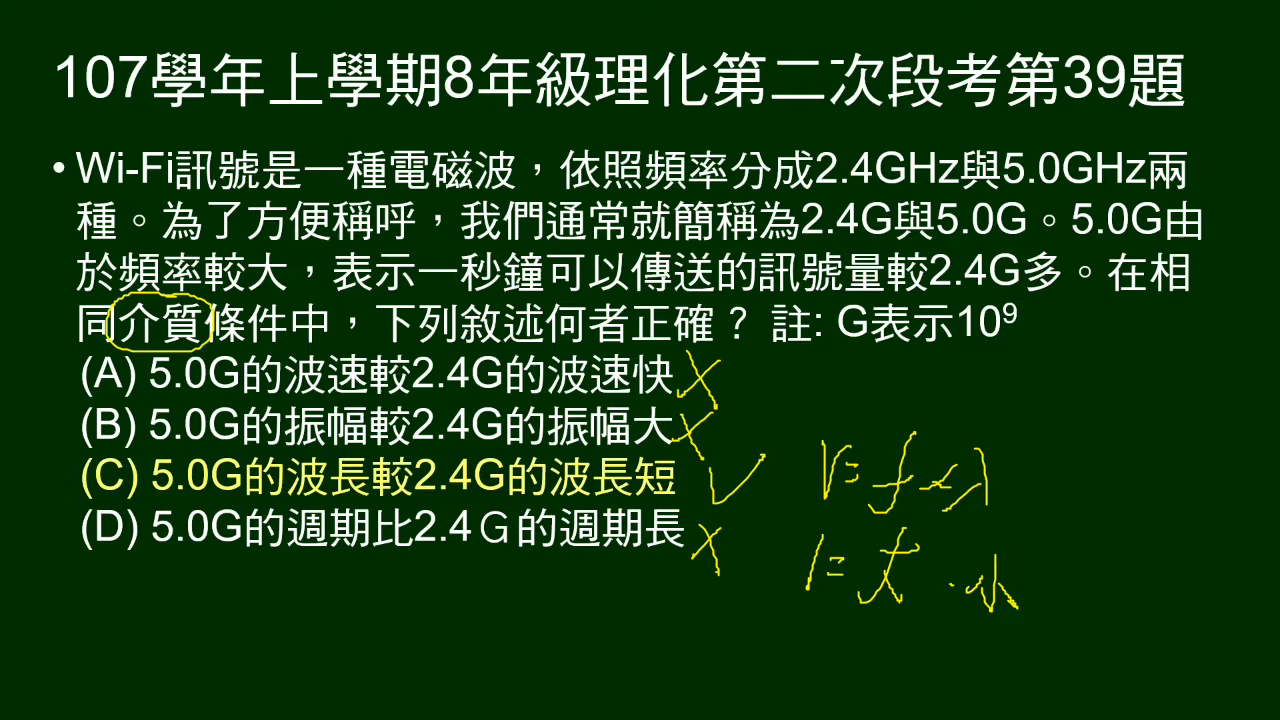 107學年上學期8年級理化第二次段考第39題
• Wi-Fi訊號是一種電磁波，依照頻率分成2.4GHz與5.0GHz兩
種。為了方便稱呼，我們通常就簡稱為2.4G與5.0G。5.0G由
於頻率較大，表示一秒鐘可以傳送的訊號量較2.4G多。在相
同介質條件中，下列敘述何者正確？ 註: G表示10⁹
(A) 5.0G的波速較2.4G的波速快
(B) 5.0G的振幅較2.4G的振幅大
(C) 5.0G的波長較2.4G的波長短
(D) 5.0G的週期比2.4Ｇ的週期長
V=f×λ
1=大·小